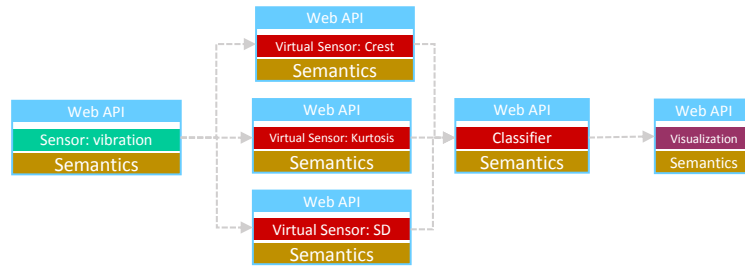 Web API
Sensor: vibration
Semantics
Web API
Virtual Sensor: Crest
Semantics
Web API
Virtual Sensor: Kurtosis
Semantics
Web API
Virtual Sensor: SD
Semantics
Web API
Classifier
Semantics
Web API
Visualization
Semantics